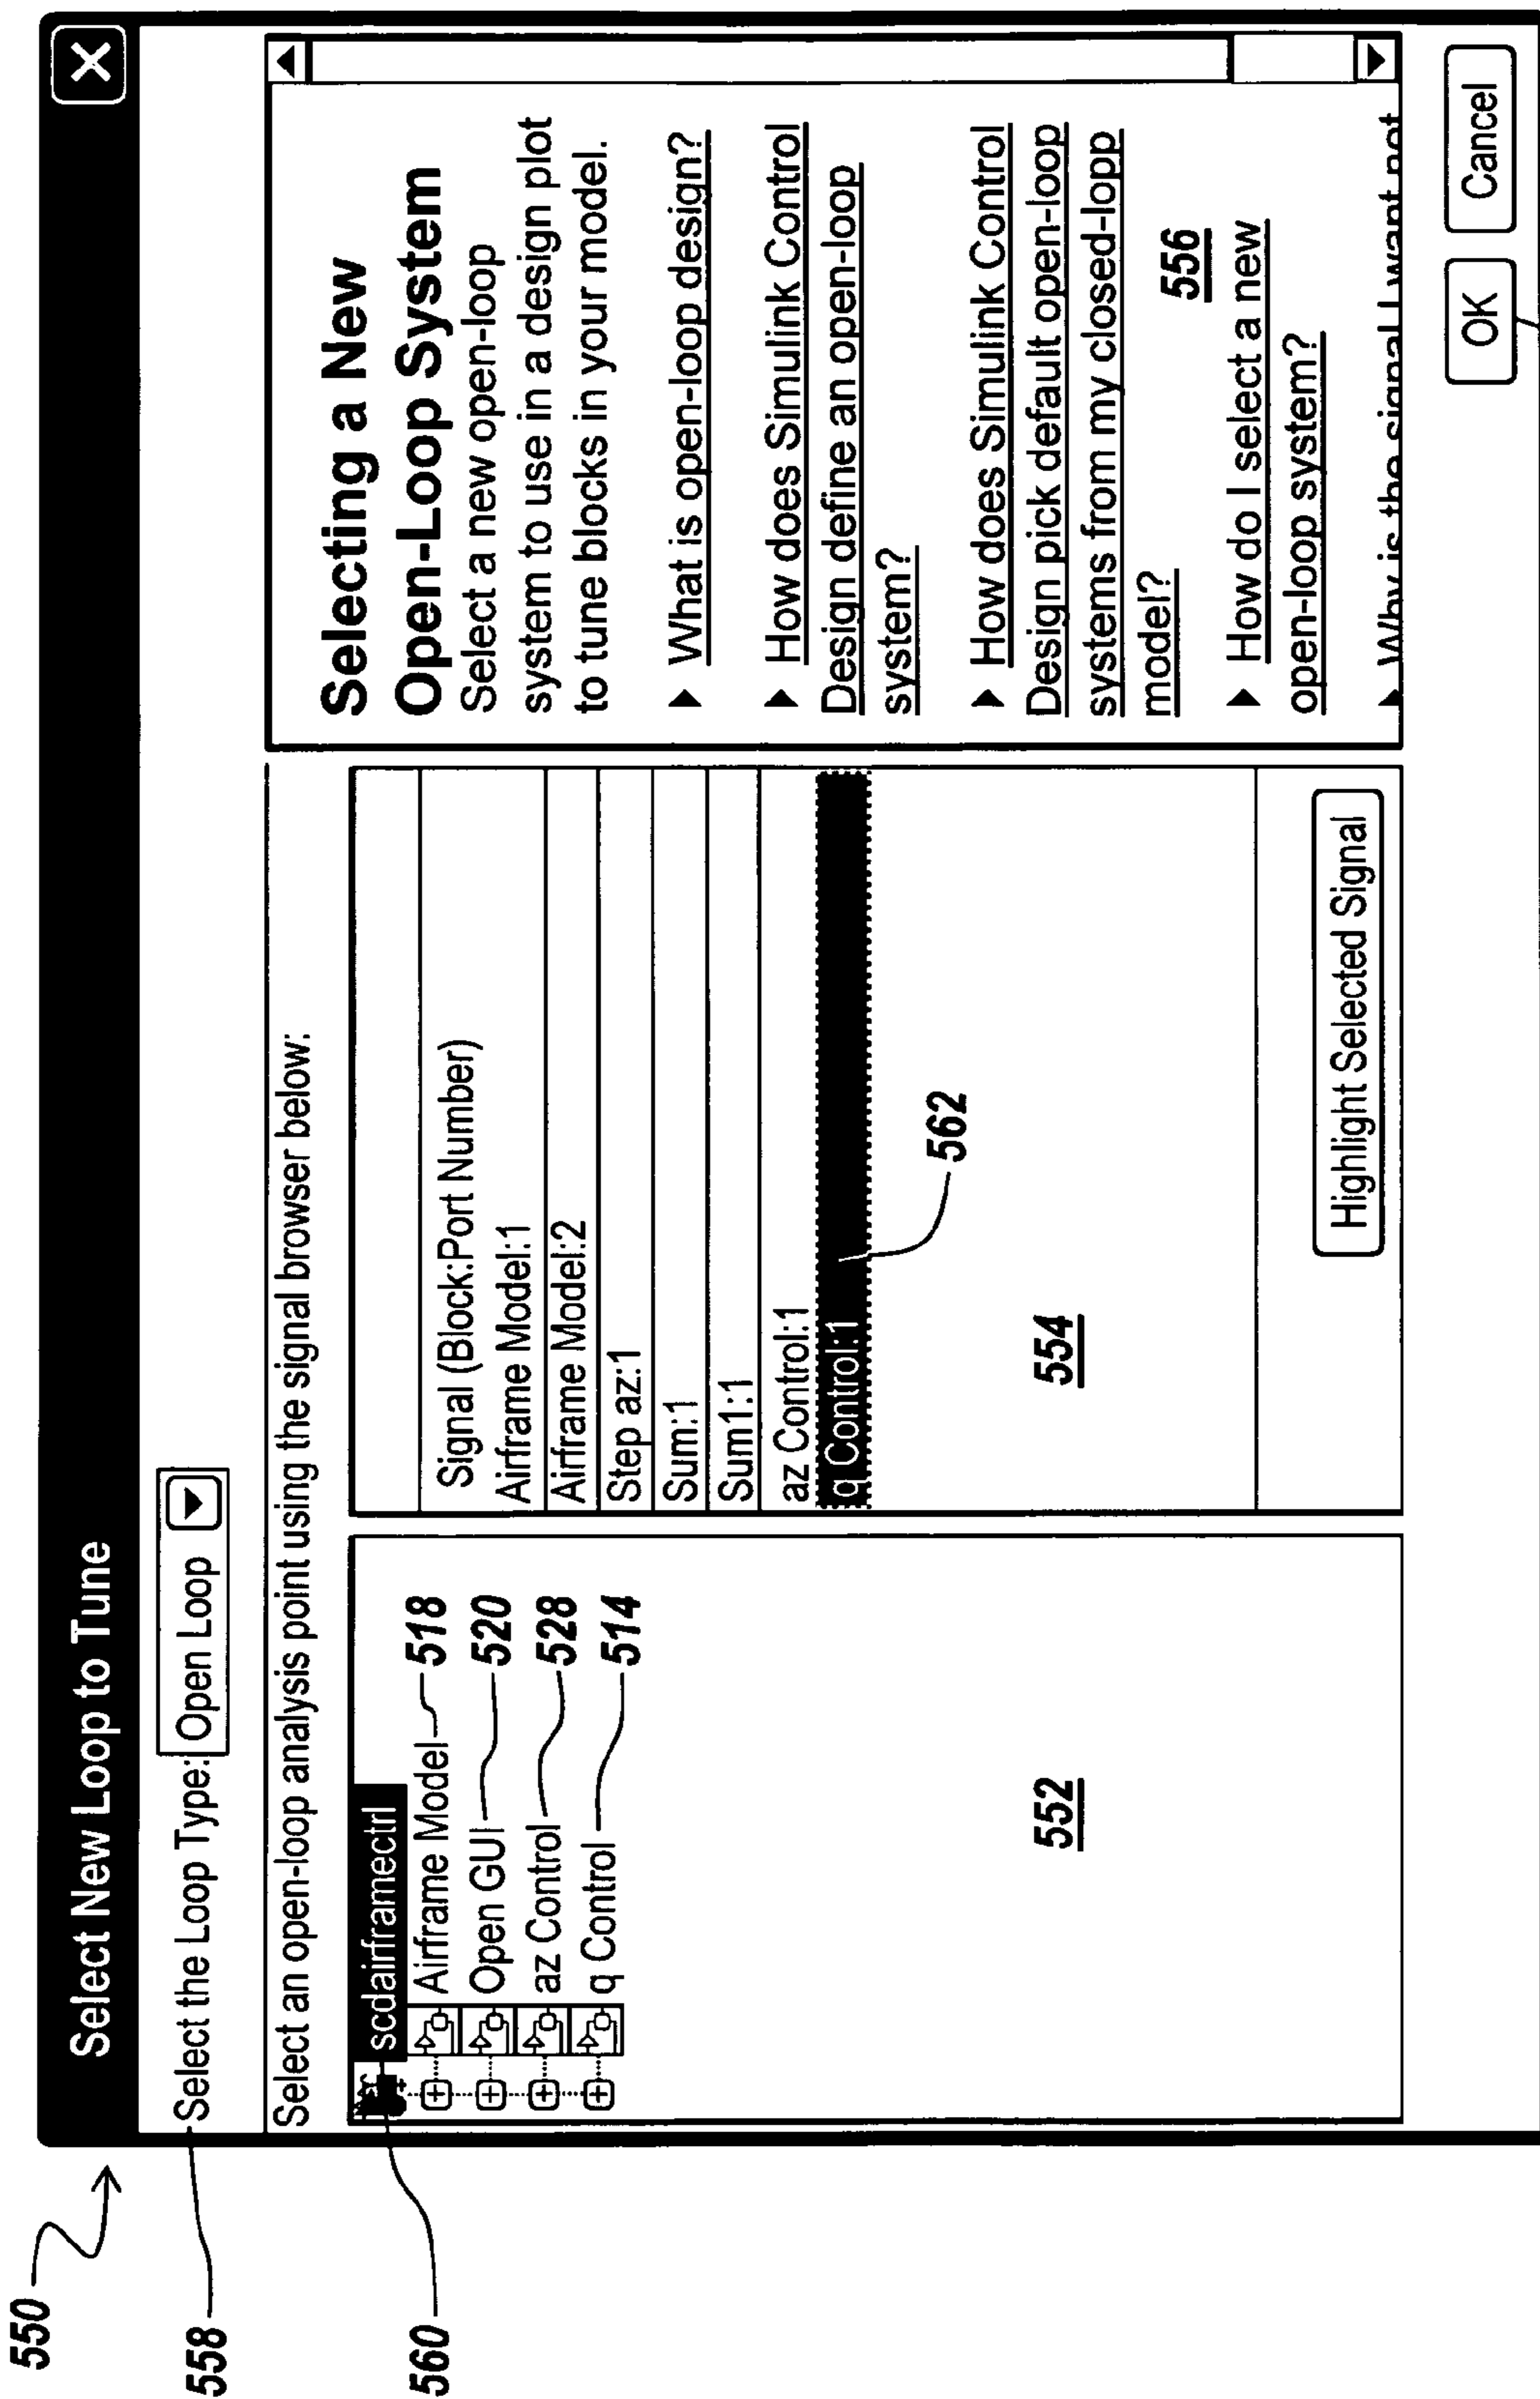 550
Select New Loop to Tune
558
Select the Loop Type: Open Loop
Select an open-loop analysis point using the signal browser below:
560
scdairframectrl
Airframe Model 518
Open GUI 520
az Control 528
q Control 514
552
Signal (Block:Port Number)
Airframe Model:1
Airframe Model:2
Step az:1
Sum:1
Sum1:1
az Control:1
q Control:1
562
554
Highlight Selected Signal
Selecting a New
Open-Loop System
Select a new open-loop
system to use in a design plot
to tune blocks in your model.
What is open-loop design?
How does Simulink Control
Design define an open-loop
system?
How does Simulink Control
Design pick default open-loop
systems from my closed-lopp
model?
556
How do I select a new
open-loop system?
Why is the signal I want not
OK
Cancel